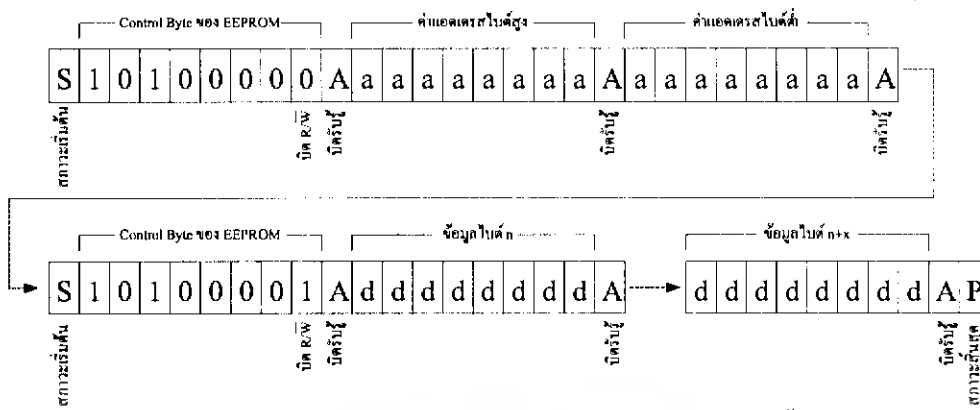 Control Byte ของ EEPROM ค่าแอดเดรสไบต์สูง ค่าแอดเดรสไบต์ต่ำ
S 1 0 1 0 0 0 0 0 A a a a a a a a a A a a a a a a a a A
สภาวะเริ่มต้น บิต R/W บิตรับรู้ บิตรับรู้ บิตรับรู้
Control Byte ของ EEPROM ข้อมูลไบต์ n ข้อมูลไบต์ n+x
S 1 0 1 0 0 0 0 1 A d d d d d d d d A d d d d d d d d A P
สภาวะเริ่มต้น บิต R/W บิตรับรู้ บิตรับรู้ บิตรับรู้ สภาวะสิ้นสุด